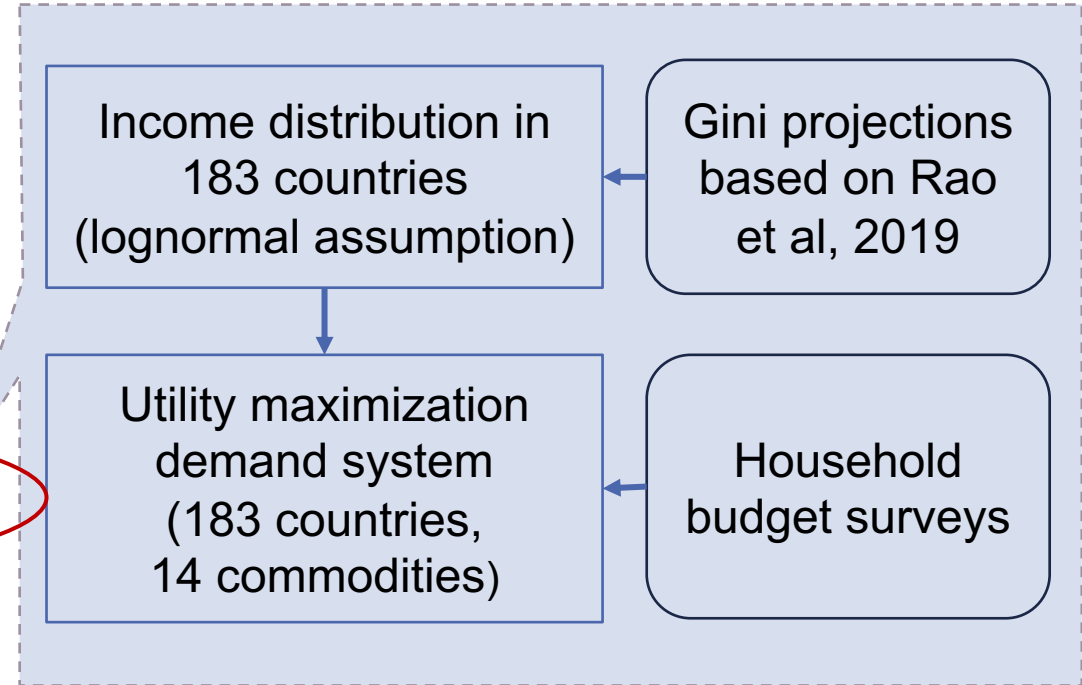 Income distribution in
183 countries
(lognormal assumption)
Gini projections
based on Rao
et al, 2019
Utility maximization
demand system
(183 countries,
14 commodities)
Household
budget surveys